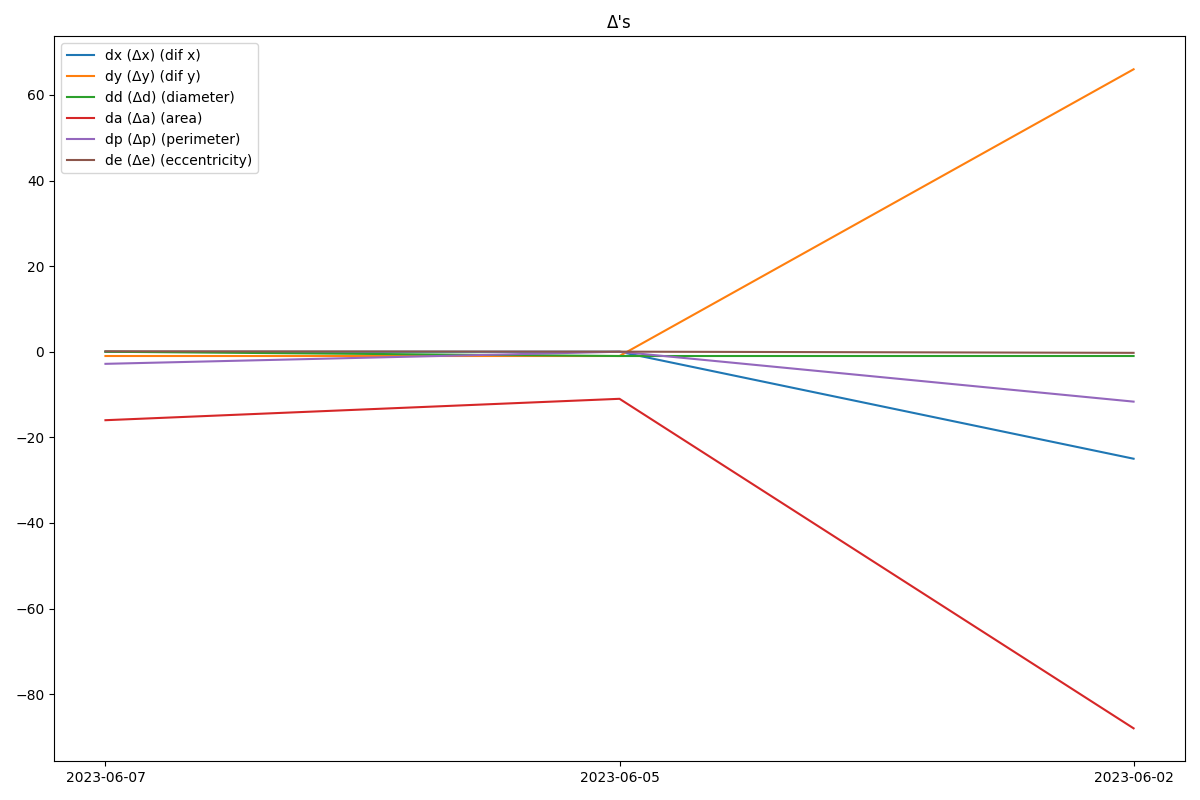 Δ's
dx (Δx) (dif x)
dy (Δy) (dif y)
dd (Δd) (diameter)
da (Δa) (area)
dp (Δp) (perimeter)
de (Δe) (eccentricity)
60
40
20
0
−20
−40
−60
−80
2023-06-07 2023-06-05 2023-06-02